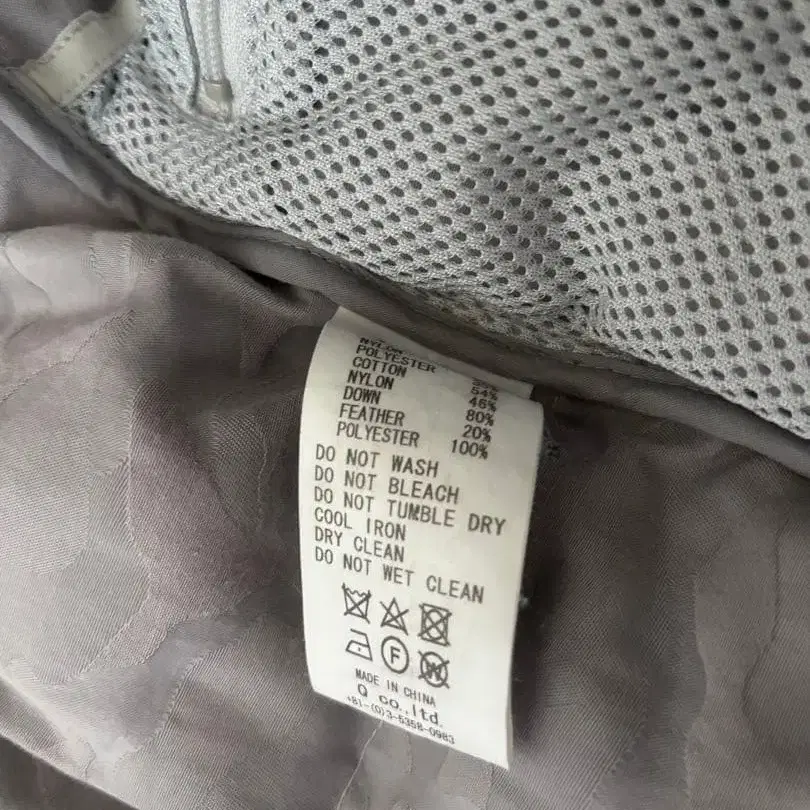 NYLON
POLYESTER
COTTON 54%
NYLON 46%
DOWN 80%
FEATHER 20%
POLYESTER 100%
DO NOT WASH
DO NOT BLEACH
DO NOT TUMBLE DRY
COOL IRON
DRY CLEAN
DO NOT WET CLEAN
F W
MADE IN CHINA
Q co.,ltd.
+81-(0)3-5358-0983